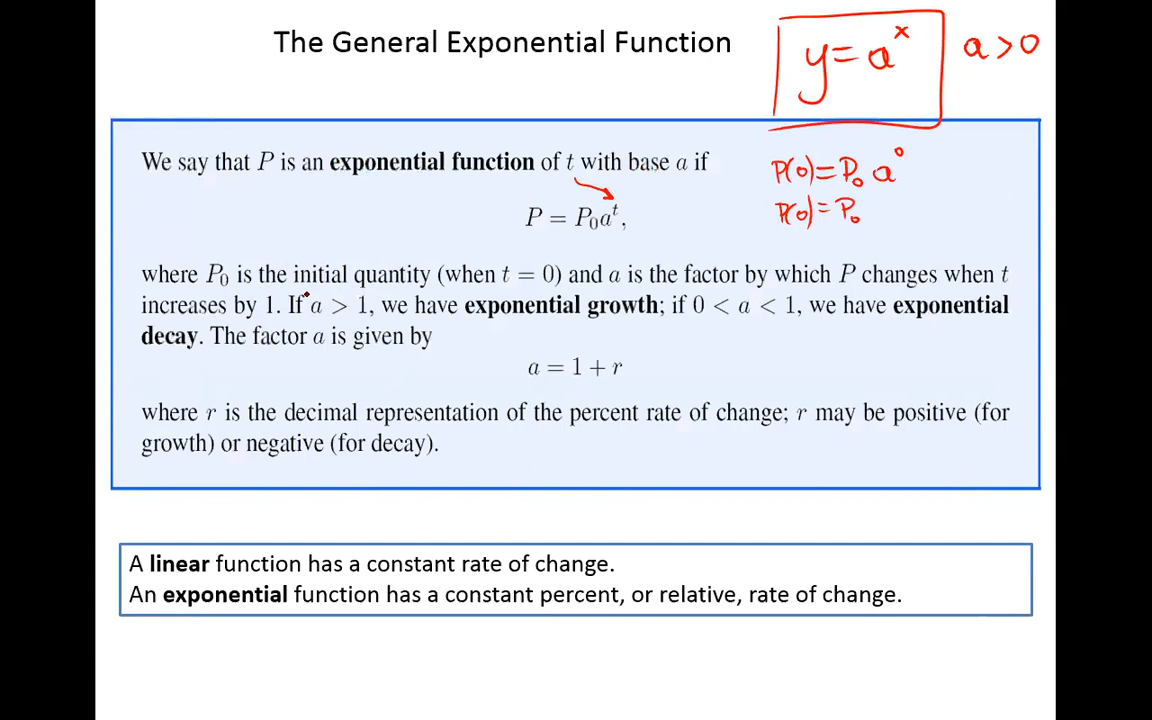 The General Exponential Function
y=aˣ a>0
We say that P is an exponential function of t with base a if
P(0)=P₀ a⁰
P = P₀aᵗ,
P(0)=P₀
where P₀ is the initial quantity (when t = 0) and a is the factor by which P changes when t
increases by 1. If a > 1, we have exponential growth; if 0 < a < 1, we have exponential
decay. The factor a is given by
a = 1 + r
where r is the decimal representation of the percent rate of change; r may be positive (for
growth) or negative (for decay).
A linear function has a constant rate of change.
An exponential function has a constant percent, or relative, rate of change.